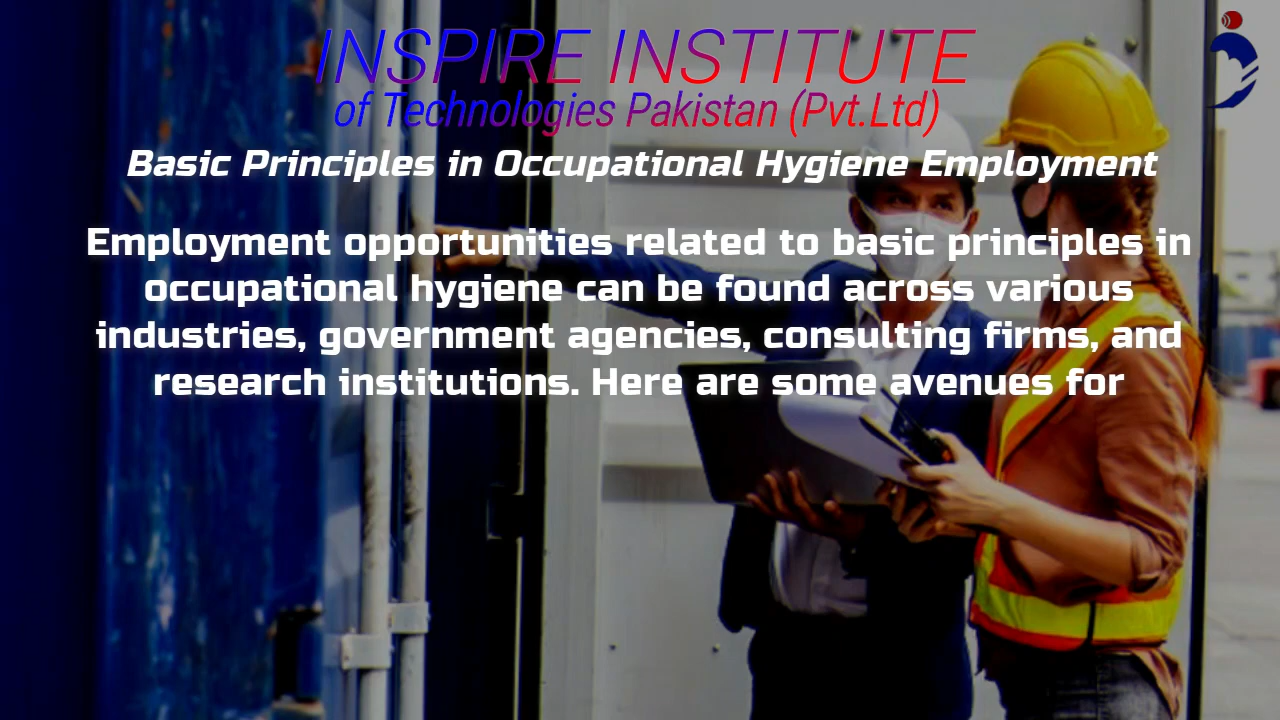 INSPIRE INSTITUTE
of Technologies Pakistan (Pvt.Ltd)
Basic Principles in Occupational Hygiene Employment
Employment opportunities related to basic principles in
occupational hygiene can be found across various
industries, government agencies, consulting firms, and
research institutions. Here are some avenues for